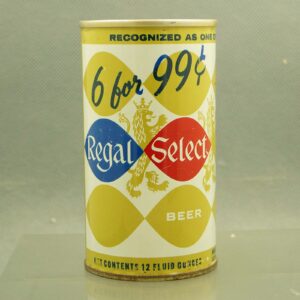 RECOGNIZED AS ONE
6 for 99¢
Regal Select
BEER
NET CONTENTS 12 FLUID OUNCES